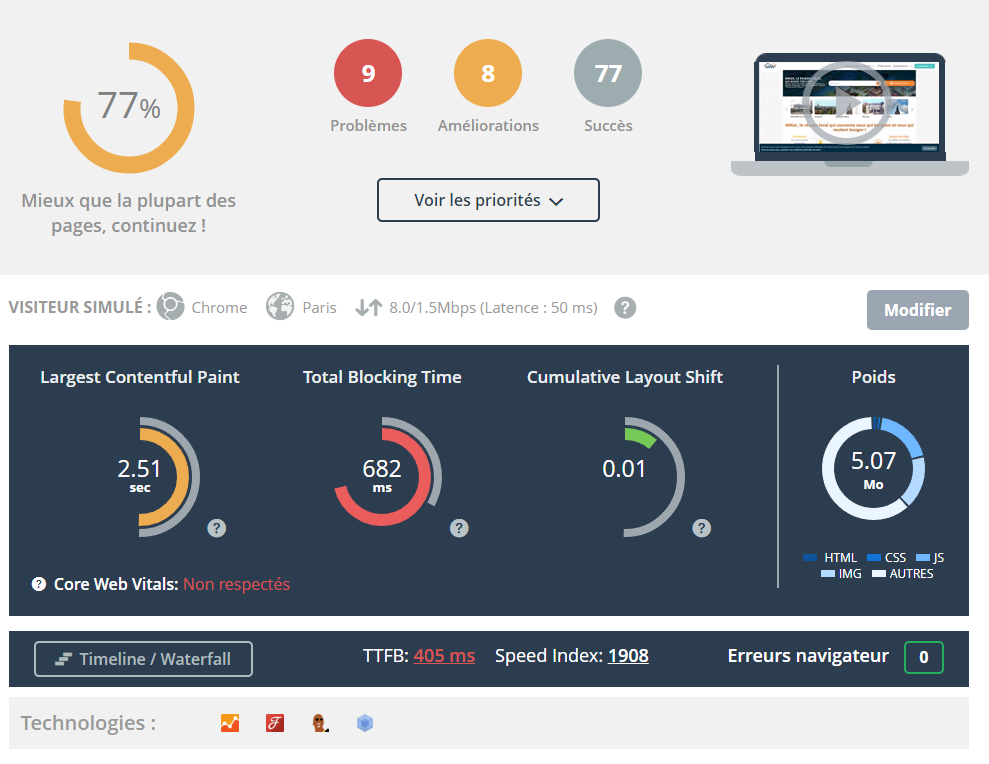 77%
Mieux que la plupart des
pages, continuez !
9
Problèmes
8
Améliorations
77
Succès
Voir les priorités
VISITEUR SIMULÉ : Chrome Paris 8.0/1.5Mbps (Latence : 50 ms) ?
Modifier
Largest Contentful Paint
2.51
sec
?
Total Blocking Time
682
ms
?
Cumulative Layout Shift
0.01
?
Poids
5.07
Mo
HTML CSS JS
IMG AUTRES
? Core Web Vitals: Non respectés
Timeline / Waterfall
TTFB: 405 ms Speed Index: 1908
Erreurs navigateur 0
Technologies :